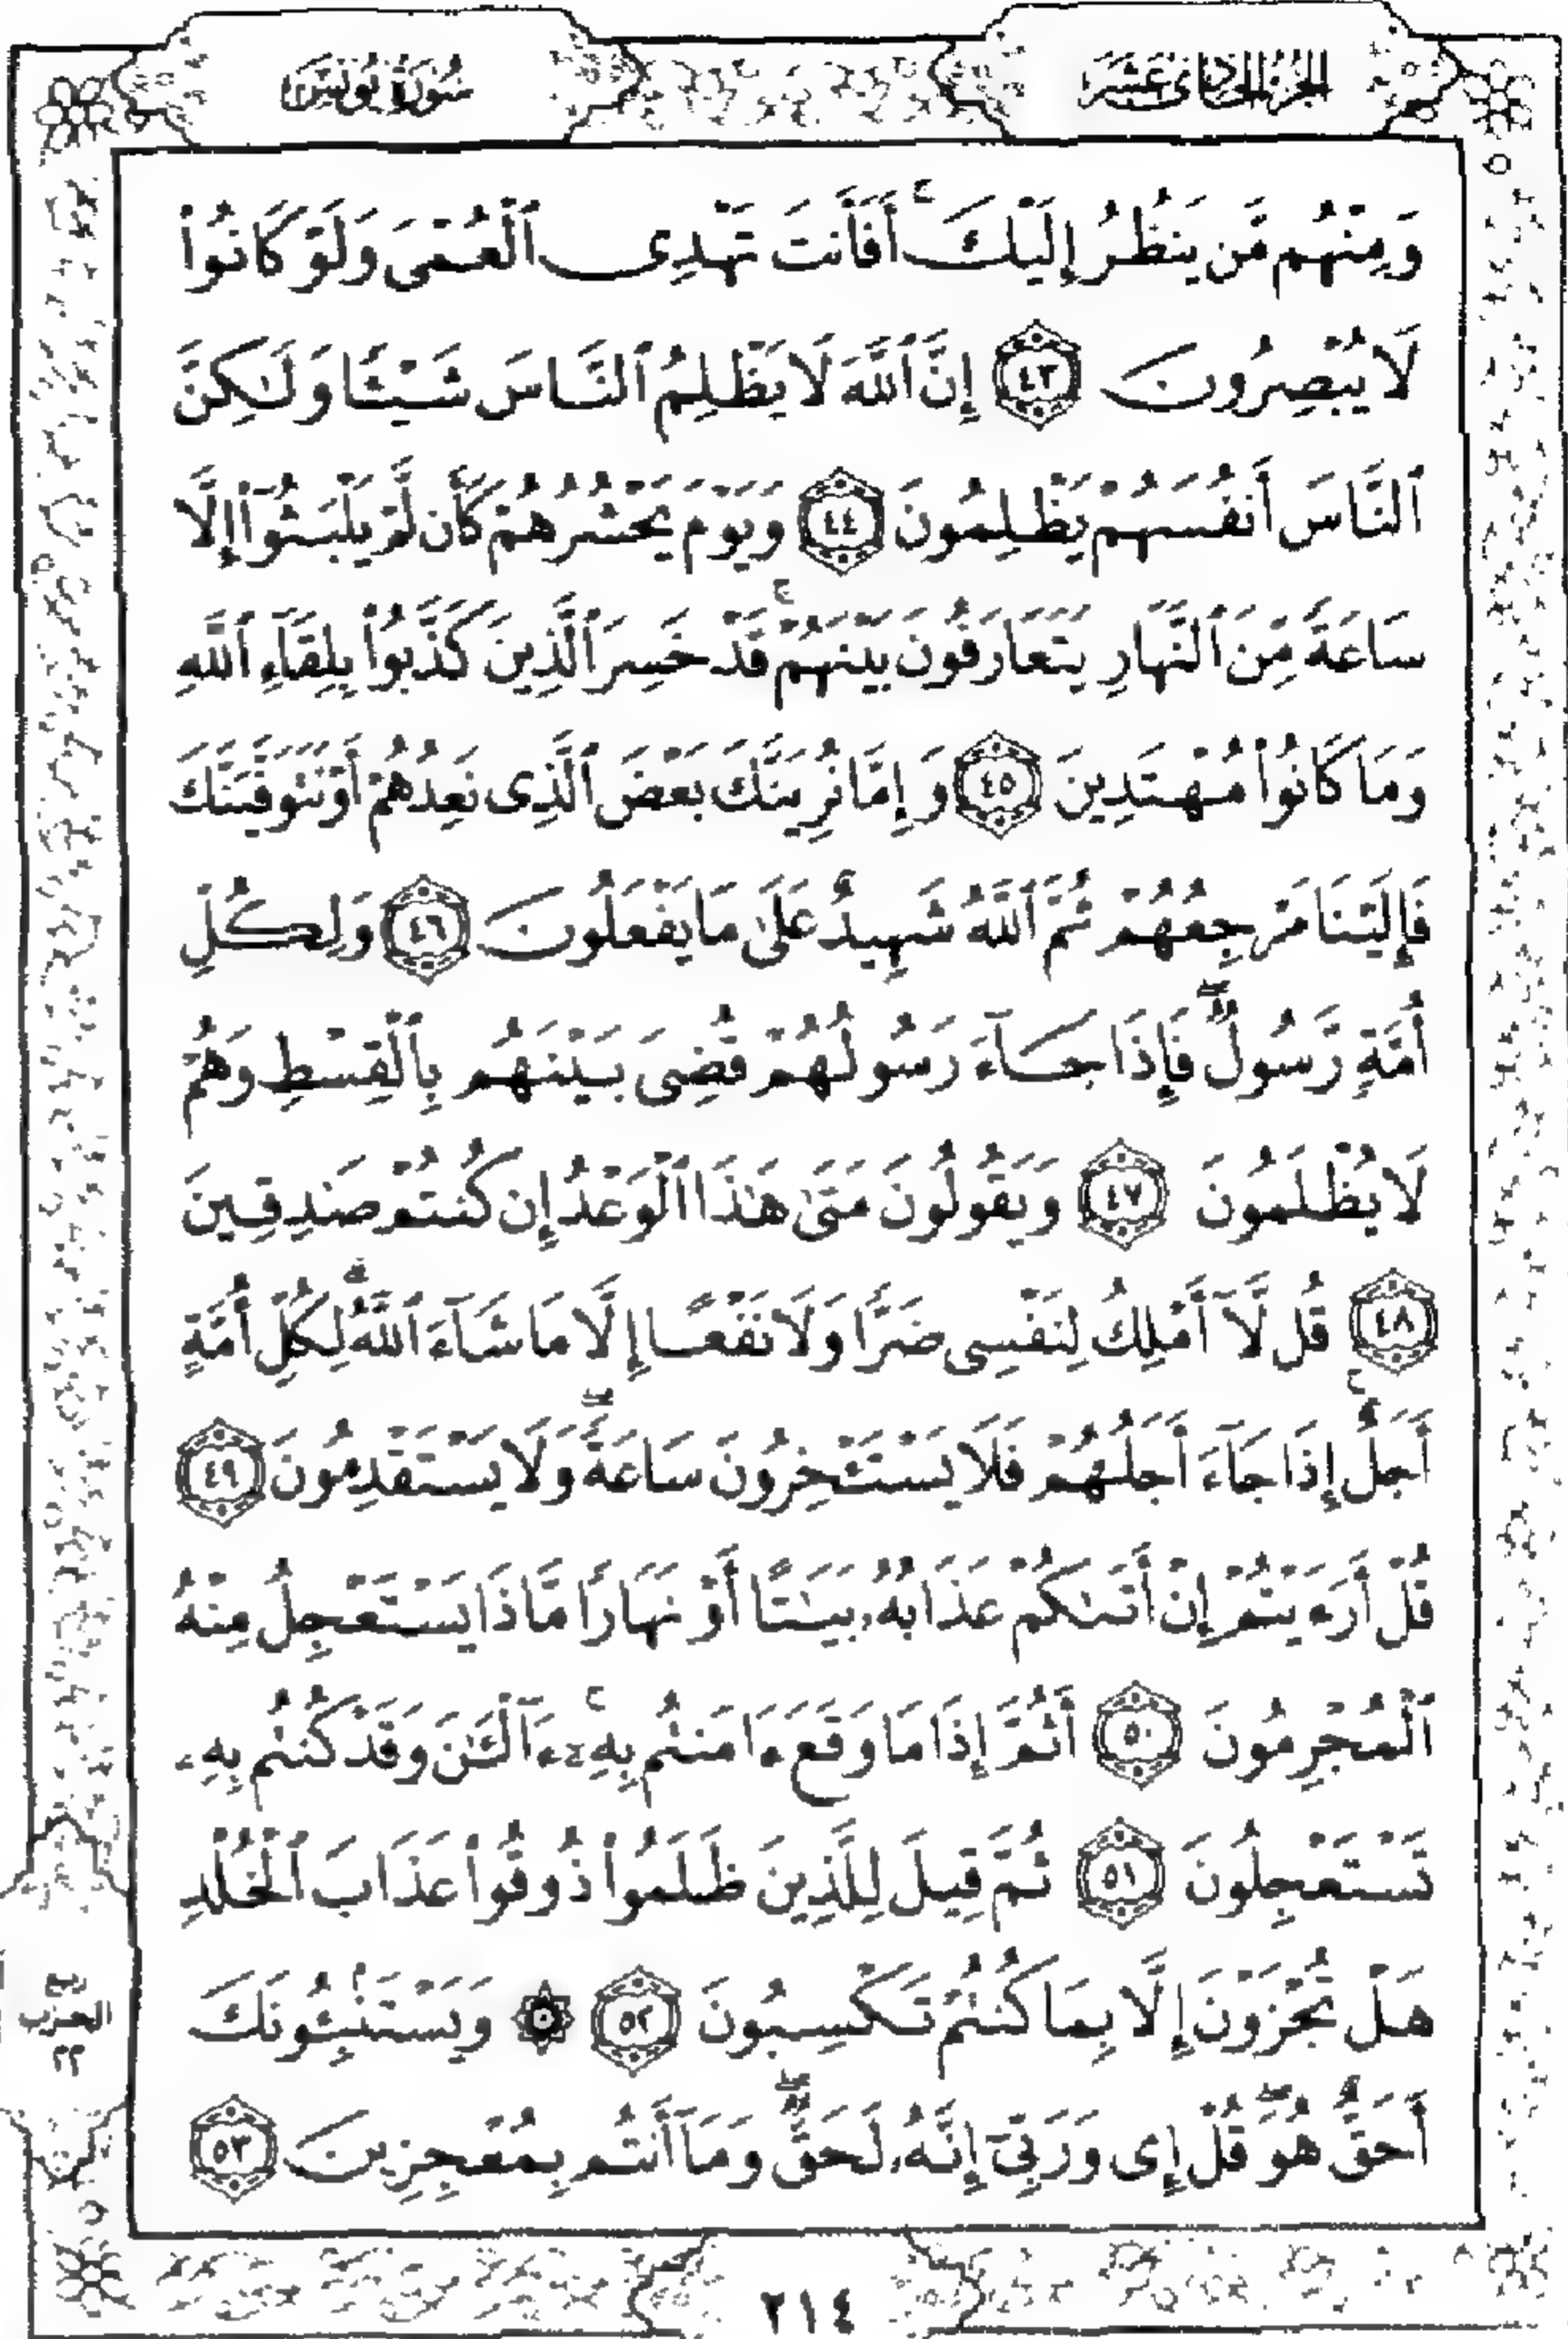 الجزء الحادي عشر
سورة يونس
وَمِنْهُم مَّن يَنظُرُ إِلَيْكَ ۚ أَفَأَنتَ تَهْدِى ٱلْعُمْىَ وَلَوْ كَانُوا۟
لَا يُبْصِرُونَ ٤٣ إِنَّ ٱللَّهَ لَا يَظْلِمُ ٱلنَّاسَ شَيْـًٔا وَلَـٰكِنَّ
ٱلنَّاسَ أَنفُسَهُمْ يَظْلِمُونَ ٤٤ وَيَوْمَ يَحْشُرُهُمْ كَأَن لَّمْ يَلْبَثُوٓا۟ إِلَّا
سَاعَةً مِّنَ ٱلنَّهَارِ يَتَعَارَفُونَ بَيْنَهُمْ ۚ قَدْ خَسِرَ ٱلَّذِينَ كَذَّبُوا۟ بِلِقَآءِ ٱللَّهِ
وَمَا كَانُوا۟ مُهْتَدِينَ ٤٥ وَإِمَّا نُرِيَنَّكَ بَعْضَ ٱلَّذِى نَعِدُهُمْ أَوْ نَتَوَفَّيَنَّكَ
فَإِلَيْنَا مَرْجِعُهُمْ ثُمَّ ٱللَّهُ شَهِيدٌ عَلَىٰ مَا يَفْعَلُونَ ٤٦ وَلِكُلِّ
أُمَّةٍ رَّسُولٌ ۖ فَإِذَا جَآءَ رَسُولُهُمْ قُضِىَ بَيْنَهُم بِٱلْقِسْطِ وَهُمْ
لَا يُظْلَمُونَ ٤٧ وَيَقُولُونَ مَتَىٰ هَـٰذَا ٱلْوَعْدُ إِن كُنتُمْ صَـٰدِقِينَ
٤٨ قُل لَّآ أَمْلِكُ لِنَفْسِى ضَرًّا وَلَا نَفْعًا إِلَّا مَا شَآءَ ٱللَّهُ ۗ لِكُلِّ أُمَّةٍ
أَجَلٌ ۚ إِذَا جَآءَ أَجَلُهُمْ فَلَا يَسْتَـْٔخِرُونَ سَاعَةً ۖ وَلَا يَسْتَقْدِمُونَ ٤٩
قُلْ أَرَءَيْتُمْ إِنْ أَتَىٰكُمْ عَذَابُهُۥ بَيَـٰتًا أَوْ نَهَارًا مَّاذَا يَسْتَعْجِلُ مِنْهُ
ٱلْمُجْرِمُونَ ٥٠ أَثُمَّ إِذَا مَا وَقَعَ ءَامَنتُم بِهِۦٓ ۚ ءَآلْـَٔـٰنَ وَقَدْ كُنتُم بِهِۦ
تَسْتَعْجِلُونَ ٥١ ثُمَّ قِيلَ لِلَّذِينَ ظَلَمُوا۟ ذُوقُوا۟ عَذَابَ ٱلْخُلْدِ
هَلْ تُجْزَوْنَ إِلَّا بِمَا كُنتُمْ تَكْسِبُونَ ٥٢ ۞ وَيَسْتَنۢبِـُٔونَكَ
أَحَقٌّ هُوَ ۖ قُلْ إِى وَرَبِّىٓ إِنَّهُۥ لَحَقٌّ ۖ وَمَآ أَنتُم بِمُعْجِزِينَ ٥٣
الحزب
٢٢
٢١٤